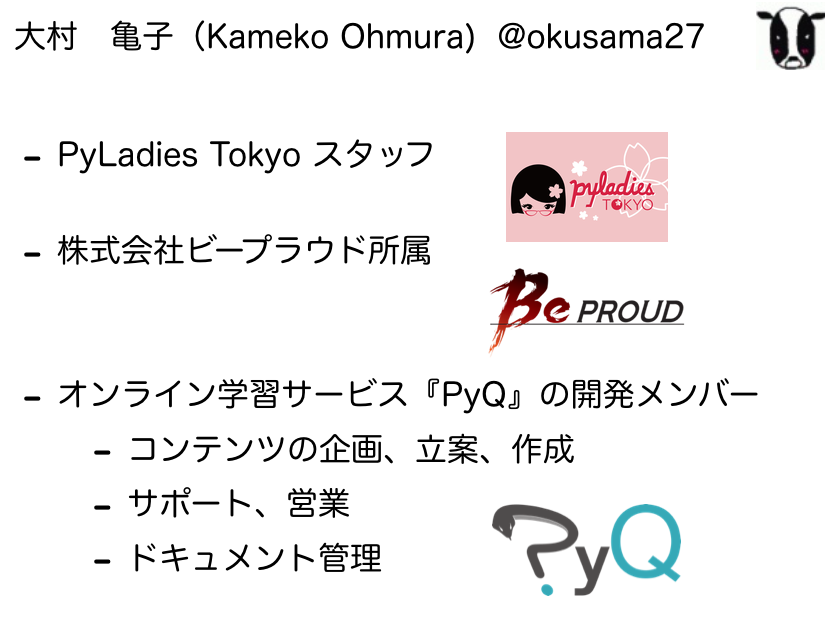 大村　亀子（Kameko Ohmura）@okusama27
- PyLadies Tokyo スタッフ
pyladies
TOKYO
- 株式会社ビープラウド所属
Be PROUD
- オンライン学習サービス『PyQ』の開発メンバー
- コンテンツの企画、立案、作成
- サポート、営業
- ドキュメント管理
PyQ